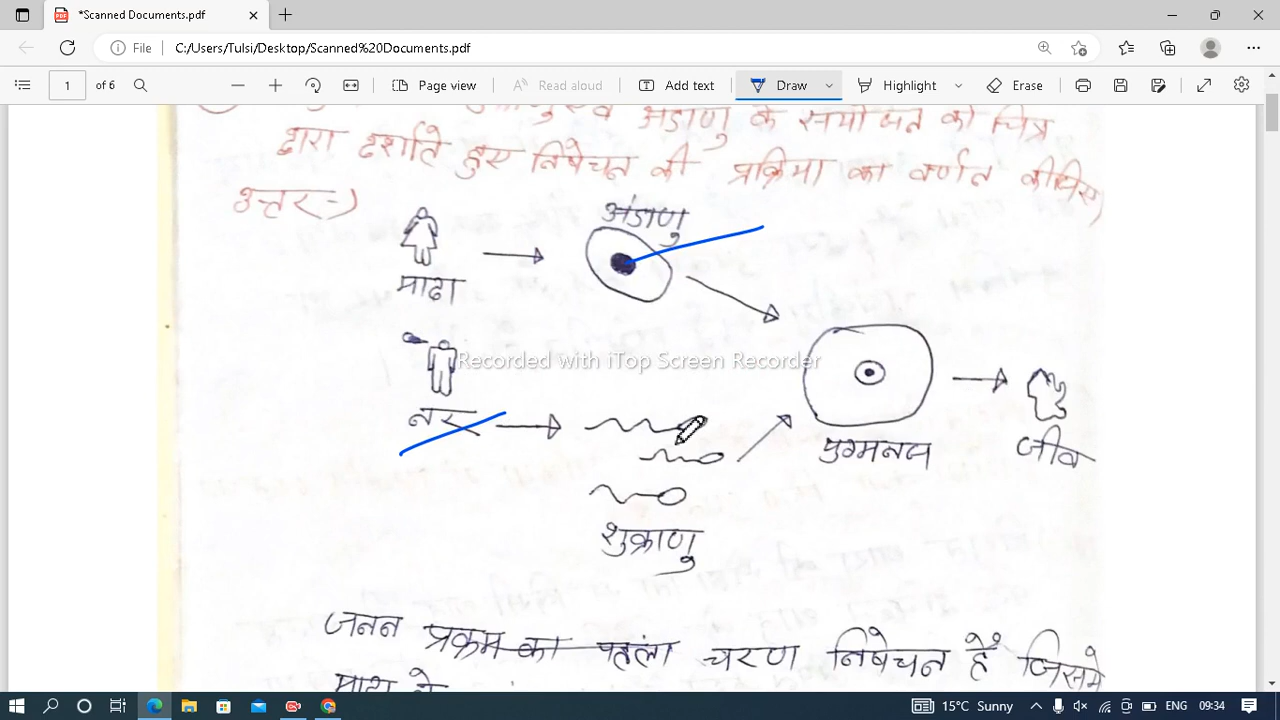 *Scanned Documents.pdf
File
C:/Users/Tulsi/Desktop/Scanned%20Documents.pdf
1 of 6
Page view
Read aloud
Add text
Draw
Highlight
Erase
व अंडाणु के संयोजन को चित्र
द्वारा दर्शाते हुए निषेचन की प्रक्रिया का वर्णन कीजिए
उत्तर-)
अंडाणु
मादा
Recorded with iTop Screen Recorder
नर
युग्मनज
जीव
शुक्राणु
जनन प्रक्रम का पहला चरण निषेचन हैं जिसमे
मादा के
15°C Sunny
ENG
09:34